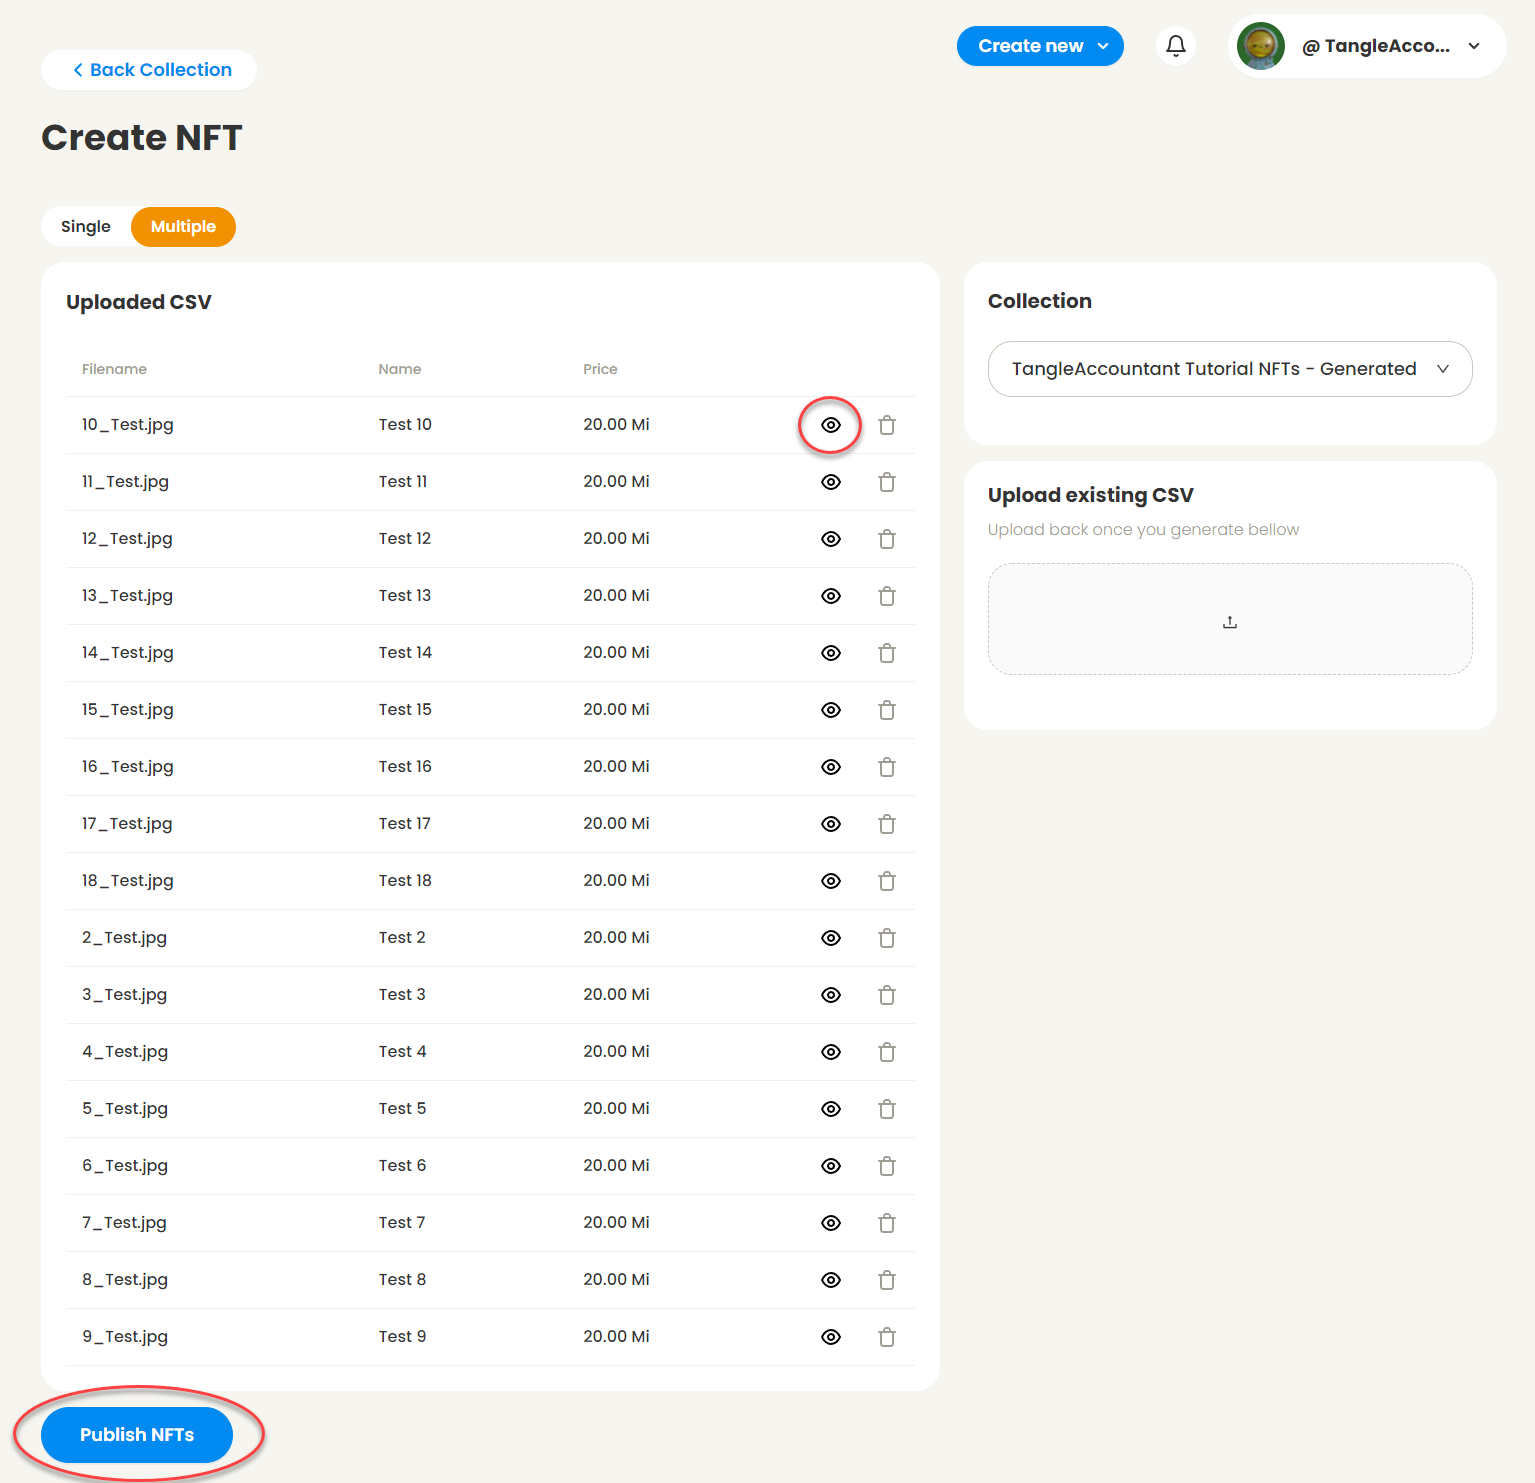 Create new
@ TangleAcco...
Back Collection
Create NFT
Single Multiple
Uploaded CSV
Filename Name Price
10_Test.jpg Test 10 20.00 Mi
11_Test.jpg Test 11 20.00 Mi
12_Test.jpg Test 12 20.00 Mi
13_Test.jpg Test 13 20.00 Mi
14_Test.jpg Test 14 20.00 Mi
15_Test.jpg Test 15 20.00 Mi
16_Test.jpg Test 16 20.00 Mi
17_Test.jpg Test 17 20.00 Mi
18_Test.jpg Test 18 20.00 Mi
2_Test.jpg Test 2 20.00 Mi
3_Test.jpg Test 3 20.00 Mi
4_Test.jpg Test 4 20.00 Mi
5_Test.jpg Test 5 20.00 Mi
6_Test.jpg Test 6 20.00 Mi
7_Test.jpg Test 7 20.00 Mi
8_Test.jpg Test 8 20.00 Mi
9_Test.jpg Test 9 20.00 Mi
Publish NFTs
Collection
TangleAccountant Tutorial NFTs - Generated
Upload existing CSV
Upload back once you generate bellow